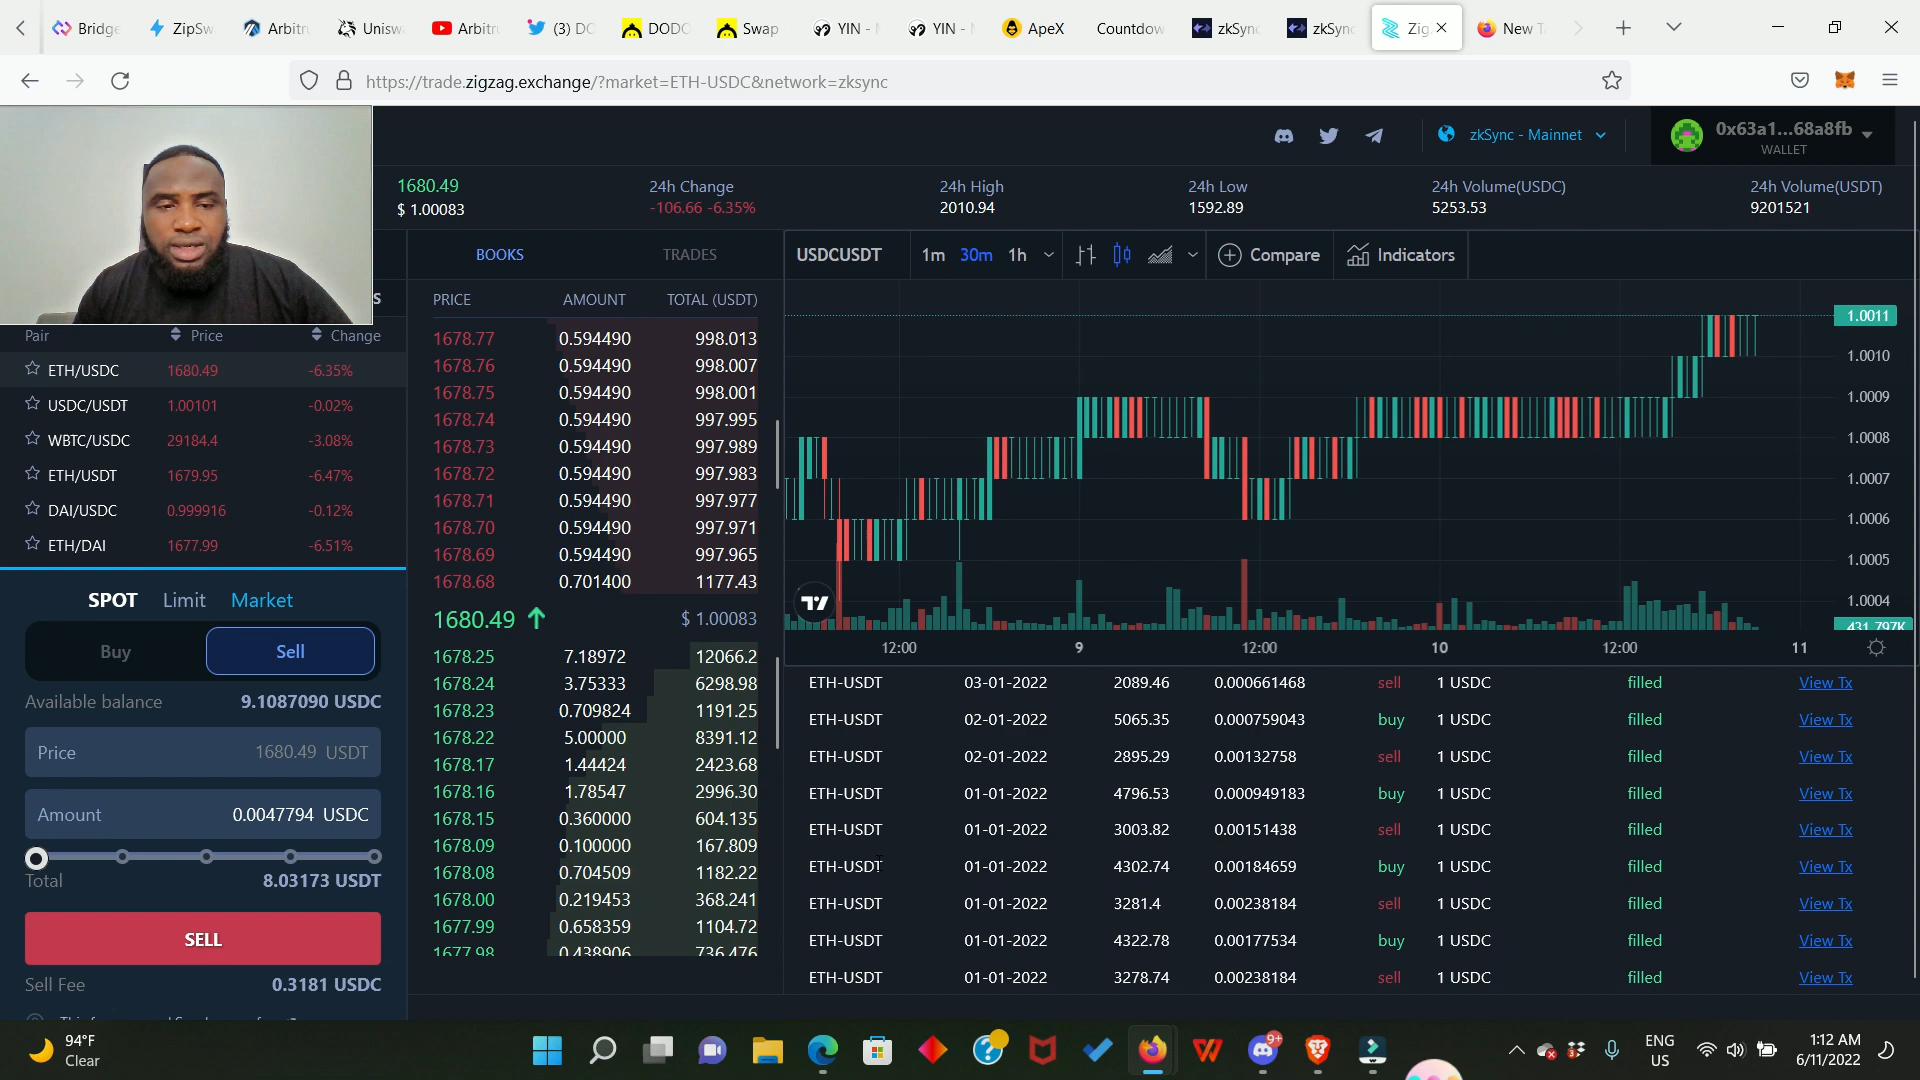 Bridge ZipSw Arbitru Unisw Arbitru (3) DO DODO Swap YIN - YIN - ApeX Countdow zkSync zkSync Zig New T
https://trade.zigzag.exchange/?market=ETH-USDC&network=zksync
zkSync - Mainnet
0x63a1...68a8fb
WALLET
1680.49
$ 1.00083
24h Change
-106.66 -6.35%
24h High
2010.94
24h Low
1592.89
24h Volume(USDC)
5253.53
24h Volume(USDT)
9201521
S
Pair Price Change
ETH/USDC 1680.49 -6.35%
USDC/USDT 1.00101 -0.02%
WBTC/USDC 29184.4 -3.08%
ETH/USDT 1679.95 -6.47%
DAI/USDC 0.999916 -0.12%
ETH/DAI 1677.99 -6.51%
SPOT Limit Market
Buy Sell
Available balance 9.1087090 USDC
Price 1680.49 USDT
Amount 0.0047794 USDC
Total 8.03173 USDT
SELL
Sell Fee 0.3181 USDC
BOOKS TRADES
PRICE AMOUNT TOTAL (USDT)
1678.77 0.594490 998.013
1678.76 0.594490 998.007
1678.75 0.594490 998.001
1678.74 0.594490 997.995
1678.73 0.594490 997.989
1678.72 0.594490 997.983
1678.71 0.594490 997.977
1678.70 0.594490 997.971
1678.69 0.594490 997.965
1678.68 0.701400 1177.43
1680.49 $ 1.00083
1678.25 7.18972 12066.2
1678.24 3.75333 6298.98
1678.23 0.709824 1191.25
1678.22 5.00000 8391.12
1678.17 1.44424 2423.68
1678.16 1.78547 2996.30
1678.15 0.360000 604.135
1678.09 0.100000 167.809
1678.08 0.704509 1182.22
1678.00 0.219453 368.241
1677.99 0.658359 1104.72
1677.98 0.438906 736.476
USDCUSDT 1m 30m 1h Compare Indicators
1.0011
1.0010
1.0009
1.0008
1.0007
1.0006
1.0005
1.0004
431.797K
12:00 9 12:00 10 12:00 11
ETH-USDT 03-01-2022 2089.46 0.000661468 sell 1 USDC filled View Tx
ETH-USDT 02-01-2022 5065.35 0.000759043 buy 1 USDC filled View Tx
ETH-USDT 02-01-2022 2895.29 0.00132758 sell 1 USDC filled View Tx
ETH-USDT 01-01-2022 4796.53 0.000949183 buy 1 USDC filled View Tx
ETH-USDT 01-01-2022 3003.82 0.00151438 sell 1 USDC filled View Tx
ETH-USDT 01-01-2022 4302.74 0.00184659 buy 1 USDC filled View Tx
ETH-USDT 01-01-2022 3281.4 0.00238184 sell 1 USDC filled View Tx
ETH-USDT 01-01-2022 4322.78 0.00177534 buy 1 USDC filled View Tx
ETH-USDT 01-01-2022 3278.74 0.00238184 sell 1 USDC filled View Tx
94°F
Clear
9+
ENG
US
1:12 AM
6/11/2022